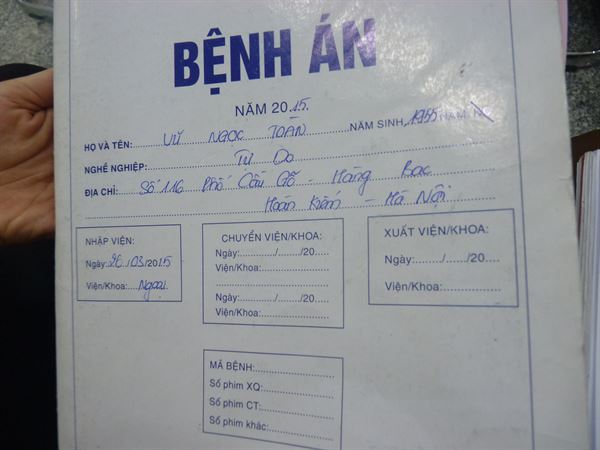 BỆNH ÁN
NĂM 20.15.
HỌ VÀ TÊN: VŨ NGỌC TOÀN NĂM SINH: 1955 NAM.
NGHỀ NGHIỆP: Tự Do
ĐỊA CHỈ: Số 116 Phố Cầu Gỗ - Hàng Bạc
Hoàn Kiếm - Hà Nội
NHẬP VIỆN:
Ngày: 26/03/2015
Viện/Khoa:....Ngoại
CHUYỂN VIỆN/KHOA:
Ngày:........../......./20.....
Viện/Khoa:....................
Ngày:........../......./20.....
Viện/Khoa:....................
XUẤT VIỆN/KHOA:
Ngày:......./......./20.....
Viện/Khoa:....................
MÃ BỆNH:....................
Số phim XQ:....................
Số phim CT:....................
Số phim khác:....................